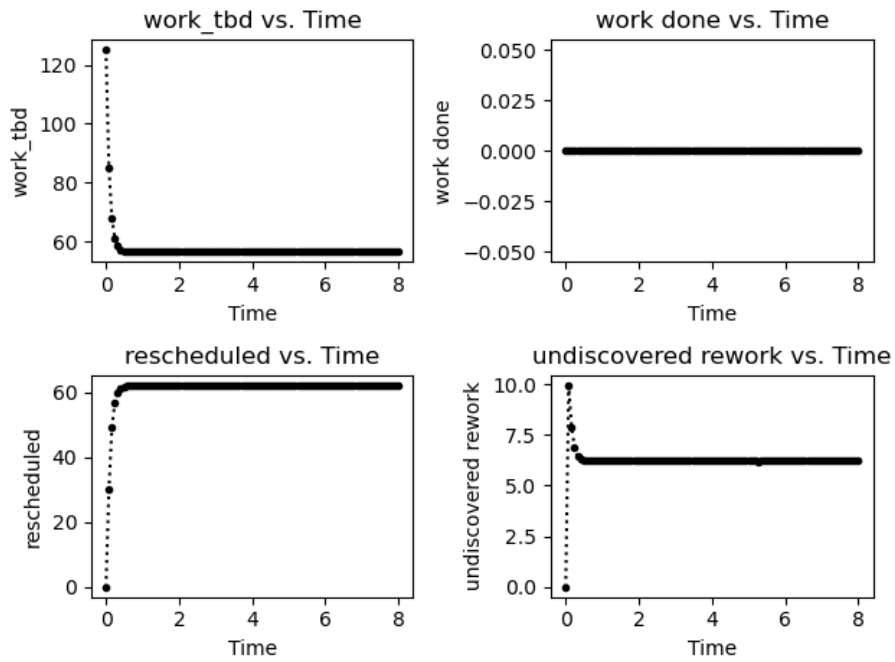 work_tbd vs. Time
work_tbd
120
100
80
60
0 2 4 6 8
Time
work done vs. Time
work done
0.050
0.025
0.000
−0.025
−0.050
0 2 4 6 8
Time
rescheduled vs. Time
rescheduled
60
40
20
0
0 2 4 6 8
Time
undiscovered rework vs. Time
undiscovered rework
10.0
7.5
5.0
2.5
0.0
0 2 4 6 8
Time